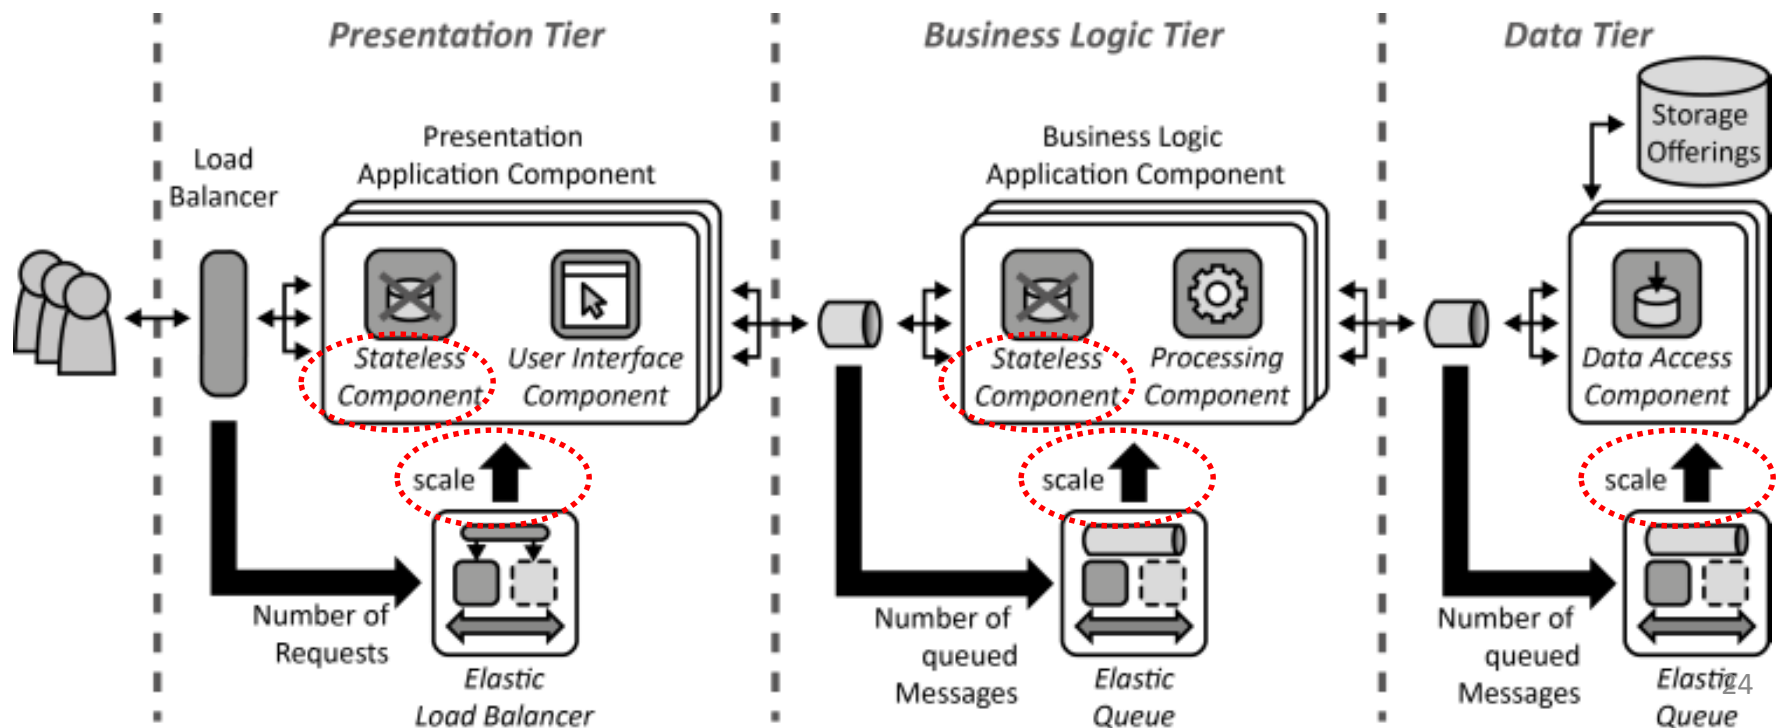 Presentation Tier
Business Logic Tier
Data Tier
Load
Balancer
Presentation
Application Component
Stateless
Component
User Interface
Component
scale
Number of
Requests
Elastic
Load Balancer
Business Logic
Application Component
Stateless
Component
Processing
Component
scale
Number of
queued
Messages
Elastic
Queue
Storage
Offerings
Data Access
Component
scale
Number of
queued
Messages
Elastic
Queue
24